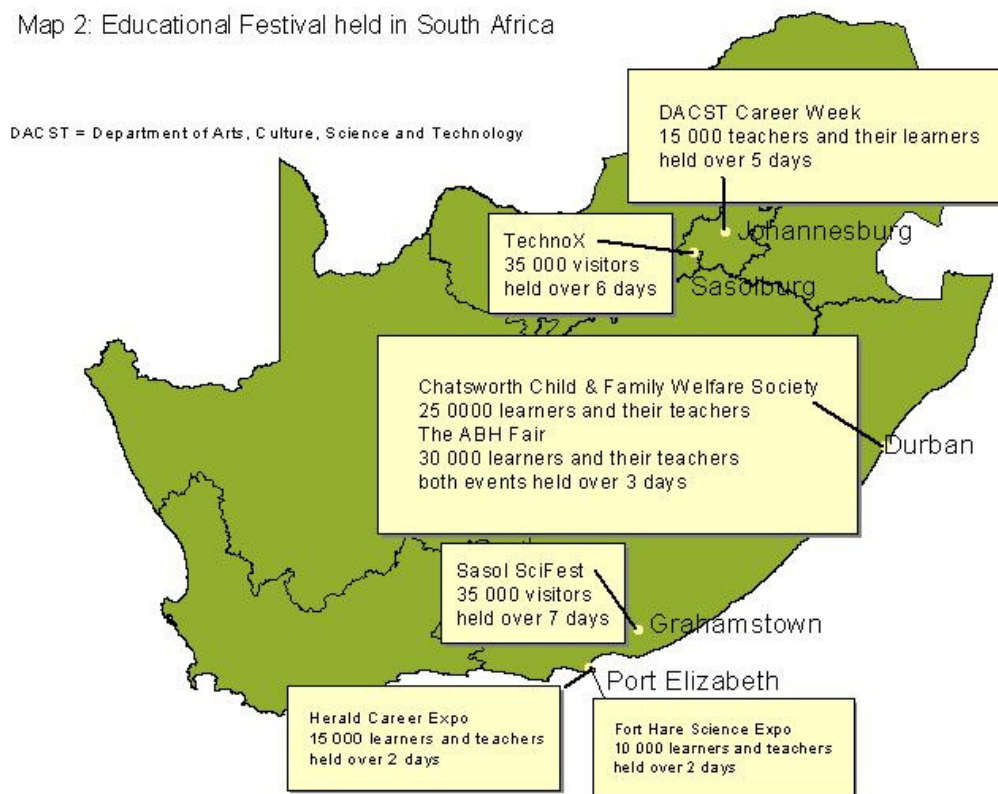 Map 2: Educational Festival held in South Africa
DACST = Department of Arts, Culture, Science and Technology
DACST Career Week
15 000 teachers and their learners
held over 5 days
Johannesburg
TechnoX
35 000 visitors
held over 6 days
Sasolburg
Chatsworth Child & Family Welfare Society
25 0000 learners and their teachers
The ABH Fair
30 000 learners and their teachers
both events held over 3 days
Durban
Sasol SciFest
35 000 visitors
held over 7 days
Grahamstown
Port Elizabeth
Herald Career Expo
15 000 learners and teachers
held over 2 days
Fort Hare Science Expo
10 000 learners and teachers
held over 2 days